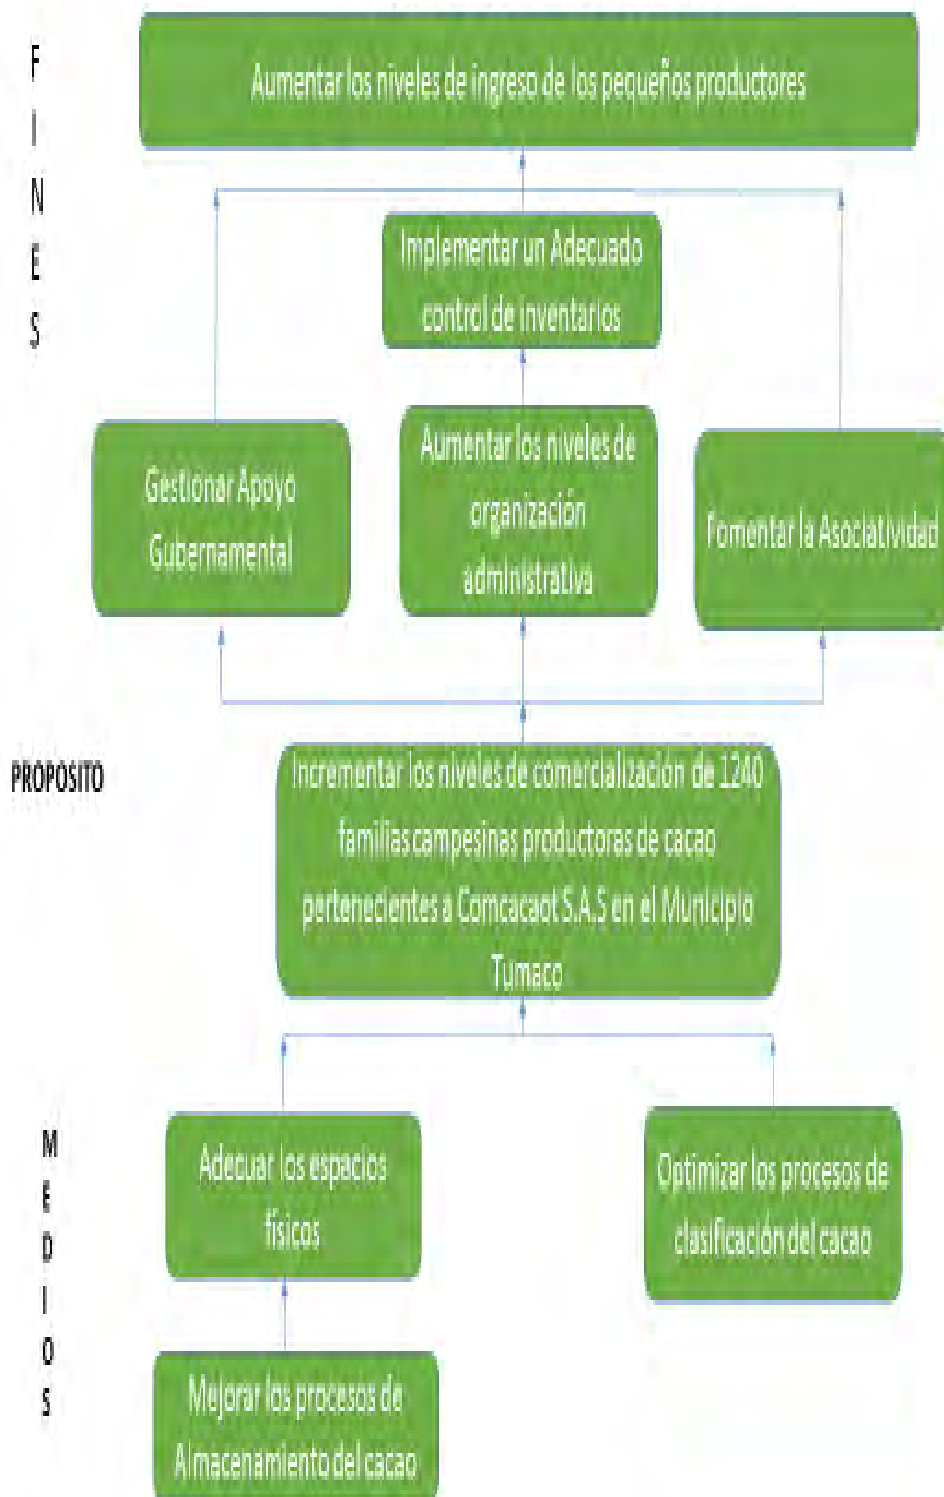 F
I
N
E
S
Aumentar los niveles de ingreso de los pequeños productores
Implementar un Adecuado
control de inventarios
Gestionar Apoyo
Gubernamental
Aumentar los niveles de
organización
administrativa
Fomentar la Asociatividad
PROPOSITO
Incrementar los niveles de comercialización de 1240
familias campesinas productoras de cacao
pertenecientes a Comcacaot S.A.S en el Municipio
Tumaco
M
E
D
I
O
S
Adecuar los espacios
físicos
Optimizar los procesos de
clasificación del cacao
Mejorar los procesos de
Almacenamiento del cacao